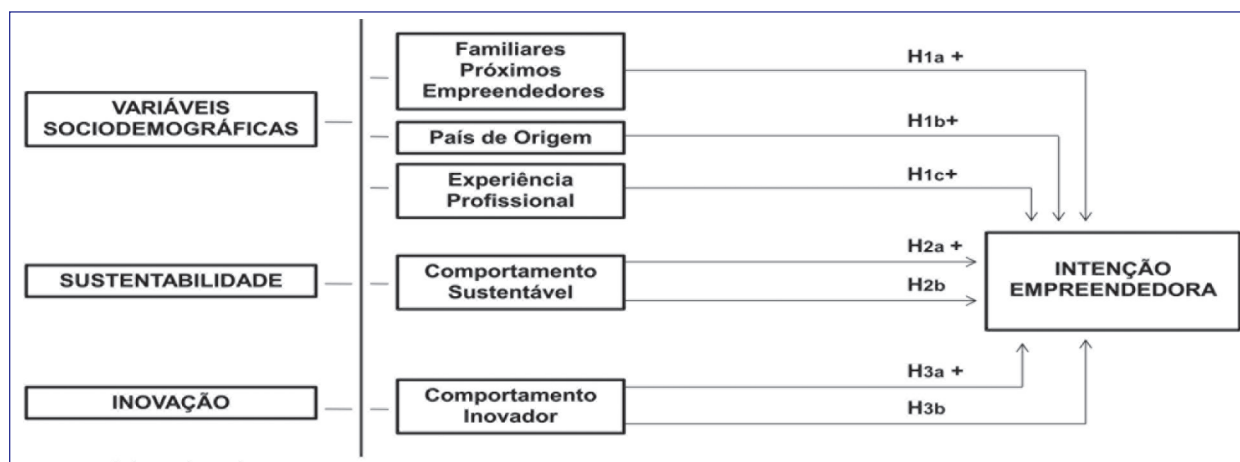 Familiares
Próximos
Empreendedores
H1a +
VARIÁVEIS
SOCIODEMOGRÁFICAS
País de Origem
H1b+
Experiência
Profissional
H1c+
SUSTENTABILIDADE
Comportamento
Sustentável
H2a +
H2b
INTENÇÃO
EMPREENDEDORA
INOVAÇÃO
Comportamento
Inovador
H3a +
H3b